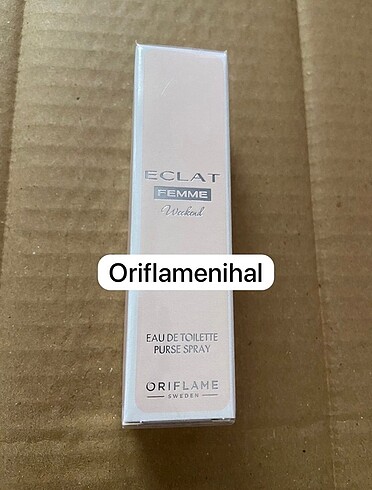 ECLAT
FEMME
Weekend
Oriflamenihal
EAU DE TOILETTE
PURSE SPRAY
ORIFLAME
SWEDEN